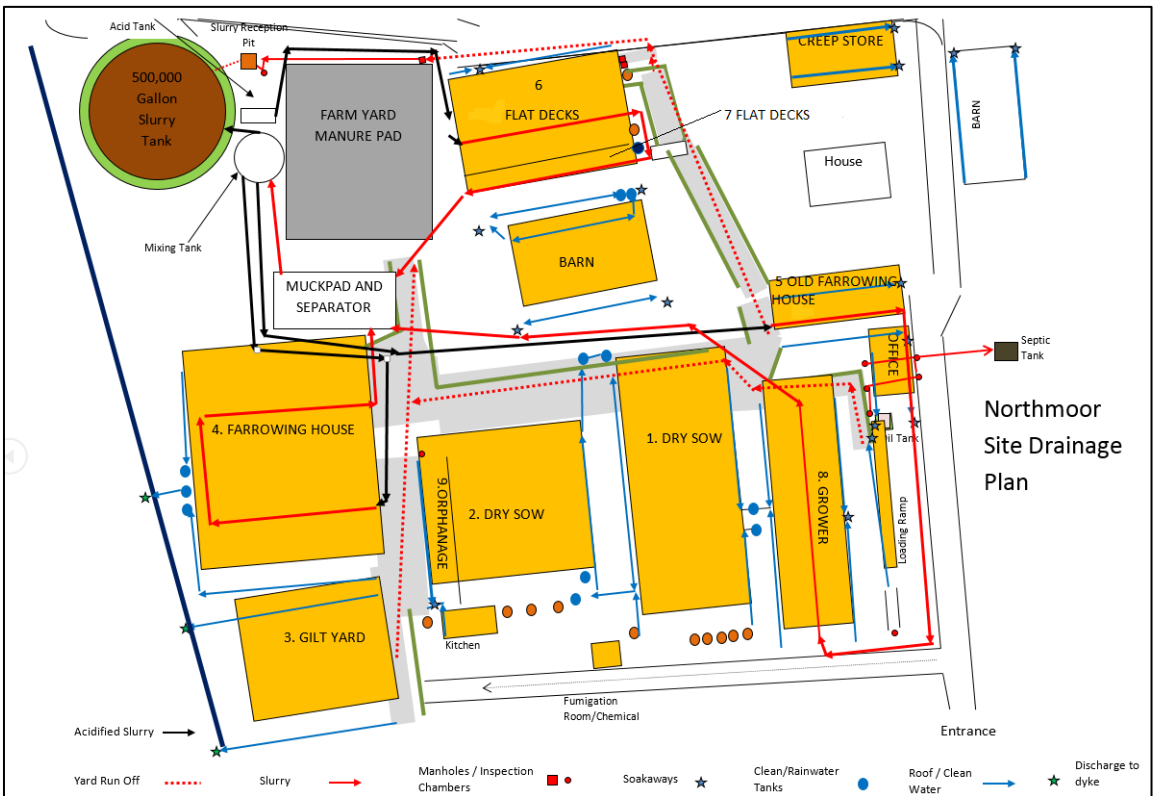 Acid Tank
Slurry Reception
Pit
CREEP STORE
500,000
Gallon
Slurry
Tank
FARM YARD
MANURE PAD
6
FLAT DECKS
7 FLAT DECKS
BARN
House
Mixing Tank
BARN
MUCKPAD AND
SEPARATOR
5 OLD FARROWING
HOUSE
OFFICE
Septic
Tank
Northmoor
Site Drainage
Plan
4. FARROWING HOUSE
1. DRY SOW
Oil Tank
8. GROWER
9.ORPHANAGE
2. DRY SOW
Loading Ramp
3. GILT YARD
Kitchen
Fumigation
Room/Chemical
Entrance
Acidified Slurry
Yard Run Off
Slurry
Manholes / Inspection
Chambers
Soakaways
Clean/Rainwater
Tanks
Roof / Clean
Water
Discharge to
dyke